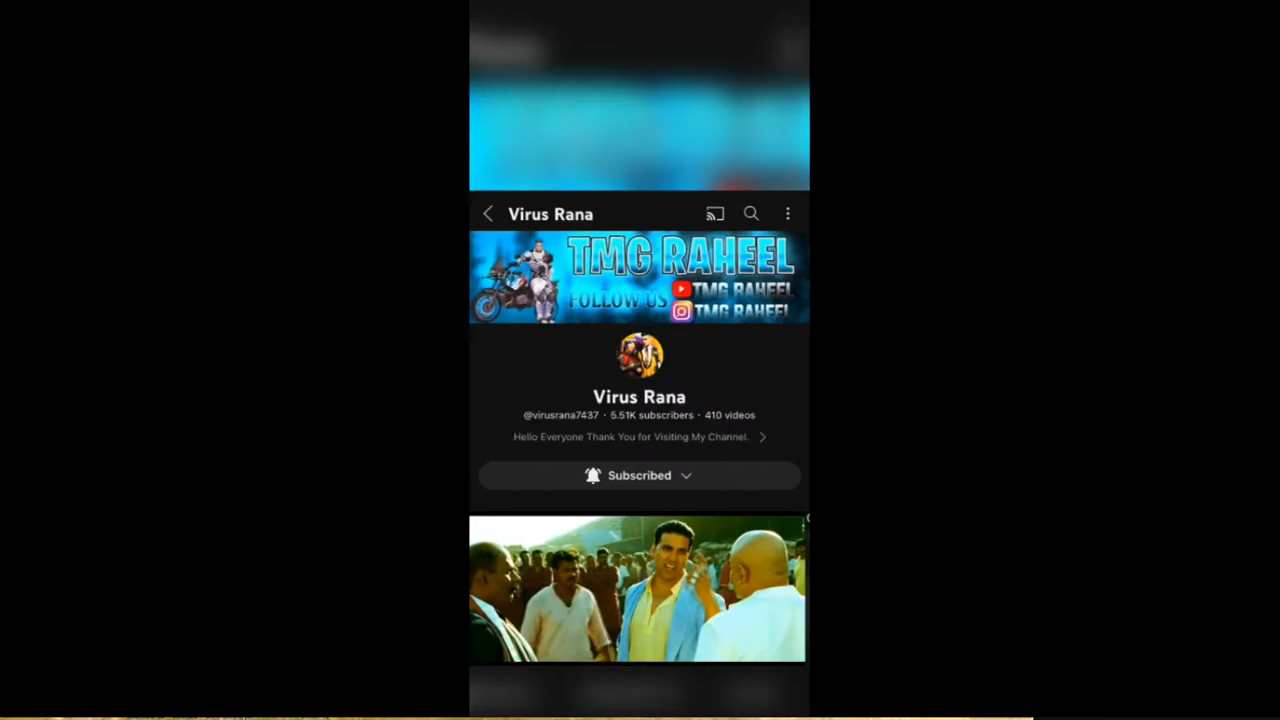 Virus Rana
TMG RAHEEL
FOLLOW US
TMG RAHEEL
TMG RAHEEL
Virus Rana
@virusrana7437 · 5.51K subscribers · 410 videos
Hello Everyone Thank You for Visiting My Channel.
Subscribed